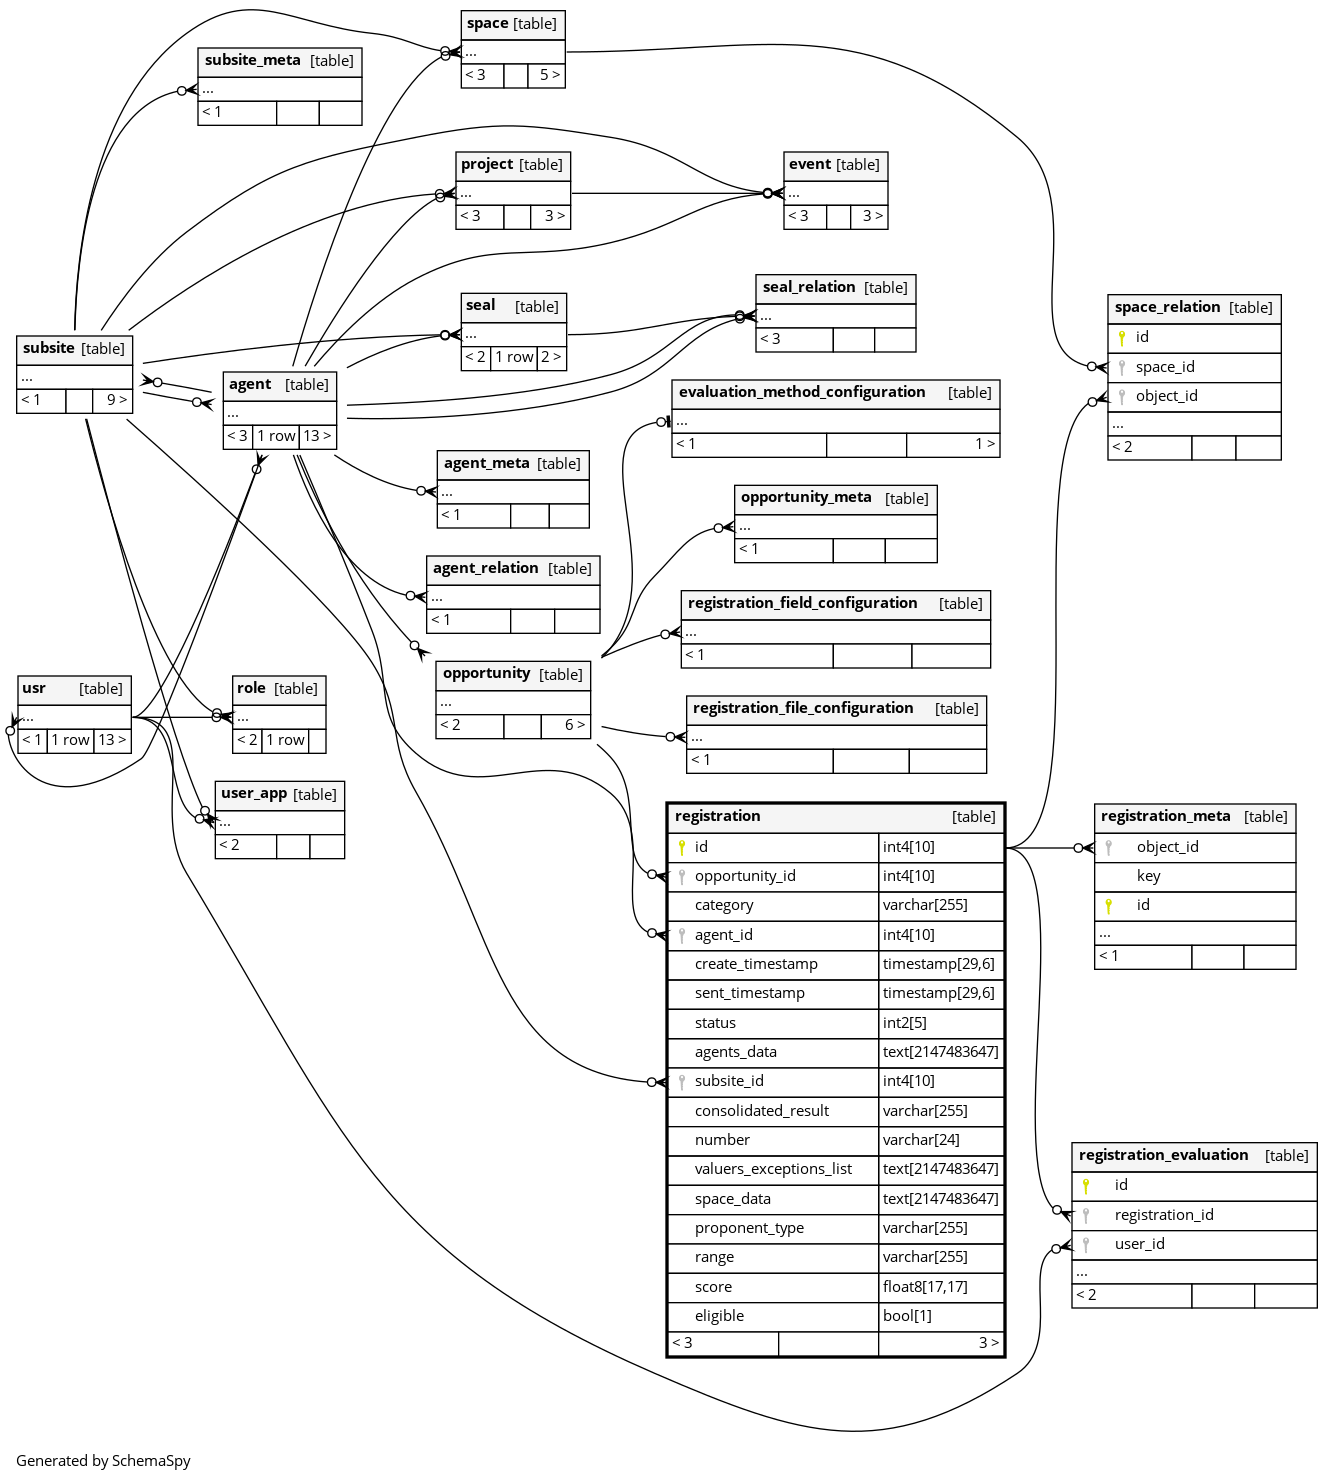 space [table]
...
< 3 5 >
subsite_meta [table]
...
< 1
project [table]
...
< 3 3 >
event [table]
...
< 3 3 >
seal [table]
...
< 2 1 row 2 >
seal_relation [table]
...
< 3
space_relation [table]
id
space_id
object_id
...
< 2
subsite [table]
...
< 1 9 >
agent [table]
...
< 3 1 row 13 >
evaluation_method_configuration [table]
...
< 1 1 >
agent_meta [table]
...
< 1
opportunity_meta [table]
...
< 1
agent_relation [table]
...
< 1
registration_field_configuration [table]
...
< 1
opportunity [table]
...
< 2 6 >
usr [table]
...
< 1 1 row 13 >
role [table]
...
< 2 1 row
registration_file_configuration [table]
...
< 1
user_app [table]
...
< 2
registration [table]
id int4[10]
opportunity_id int4[10]
category varchar[255]
agent_id int4[10]
create_timestamp timestamp[29,6]
sent_timestamp timestamp[29,6]
status int2[5]
agents_data text[2147483647]
subsite_id int4[10]
consolidated_result varchar[255]
number varchar[24]
valuers_exceptions_list text[2147483647]
space_data text[2147483647]
proponent_type varchar[255]
range varchar[255]
score float8[17,17]
eligible bool[1]
< 3 3 >
registration_meta [table]
object_id
key
id
...
< 1
registration_evaluation [table]
id
registration_id
user_id
...
< 2
Generated by SchemaSpy